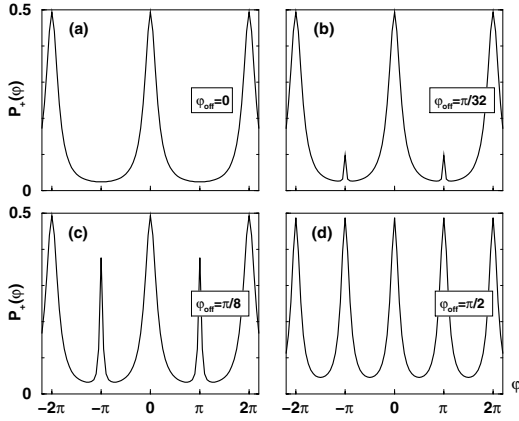 0.5
(a)
(b)
P₊(φ)
φoff=0
φoff=π/32
0
0.5
(c)
(d)
P₊(φ)
φoff=π/8
φoff=π/2
0
−2π −π 0 π 2π
−2π −π 0 π 2π
φ